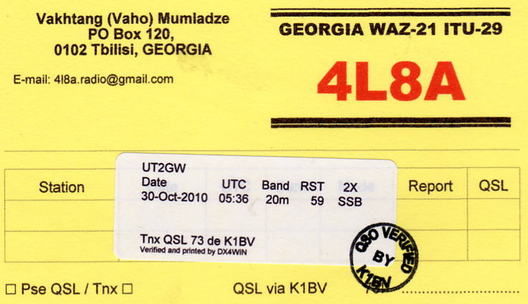 Vakhtang (Vaho) Mumladze
PO Box 120,
0102 Tbilisi, GEORGIA
E-mail: 4l8a.radio@gmail.com
GEORGIA WAZ-21 ITU-29
4L8A
Station
Report
QSL
UT2GW
Date UTC Band RST 2X
30-Oct-2010 05:36 20m 59 SSB
Tnx QSL 73 de K1BV
Verified and printed by DX4WIN
QSO VERIFIED
BY
K1BV
Pse QSL / Tnx
QSL via K1BV